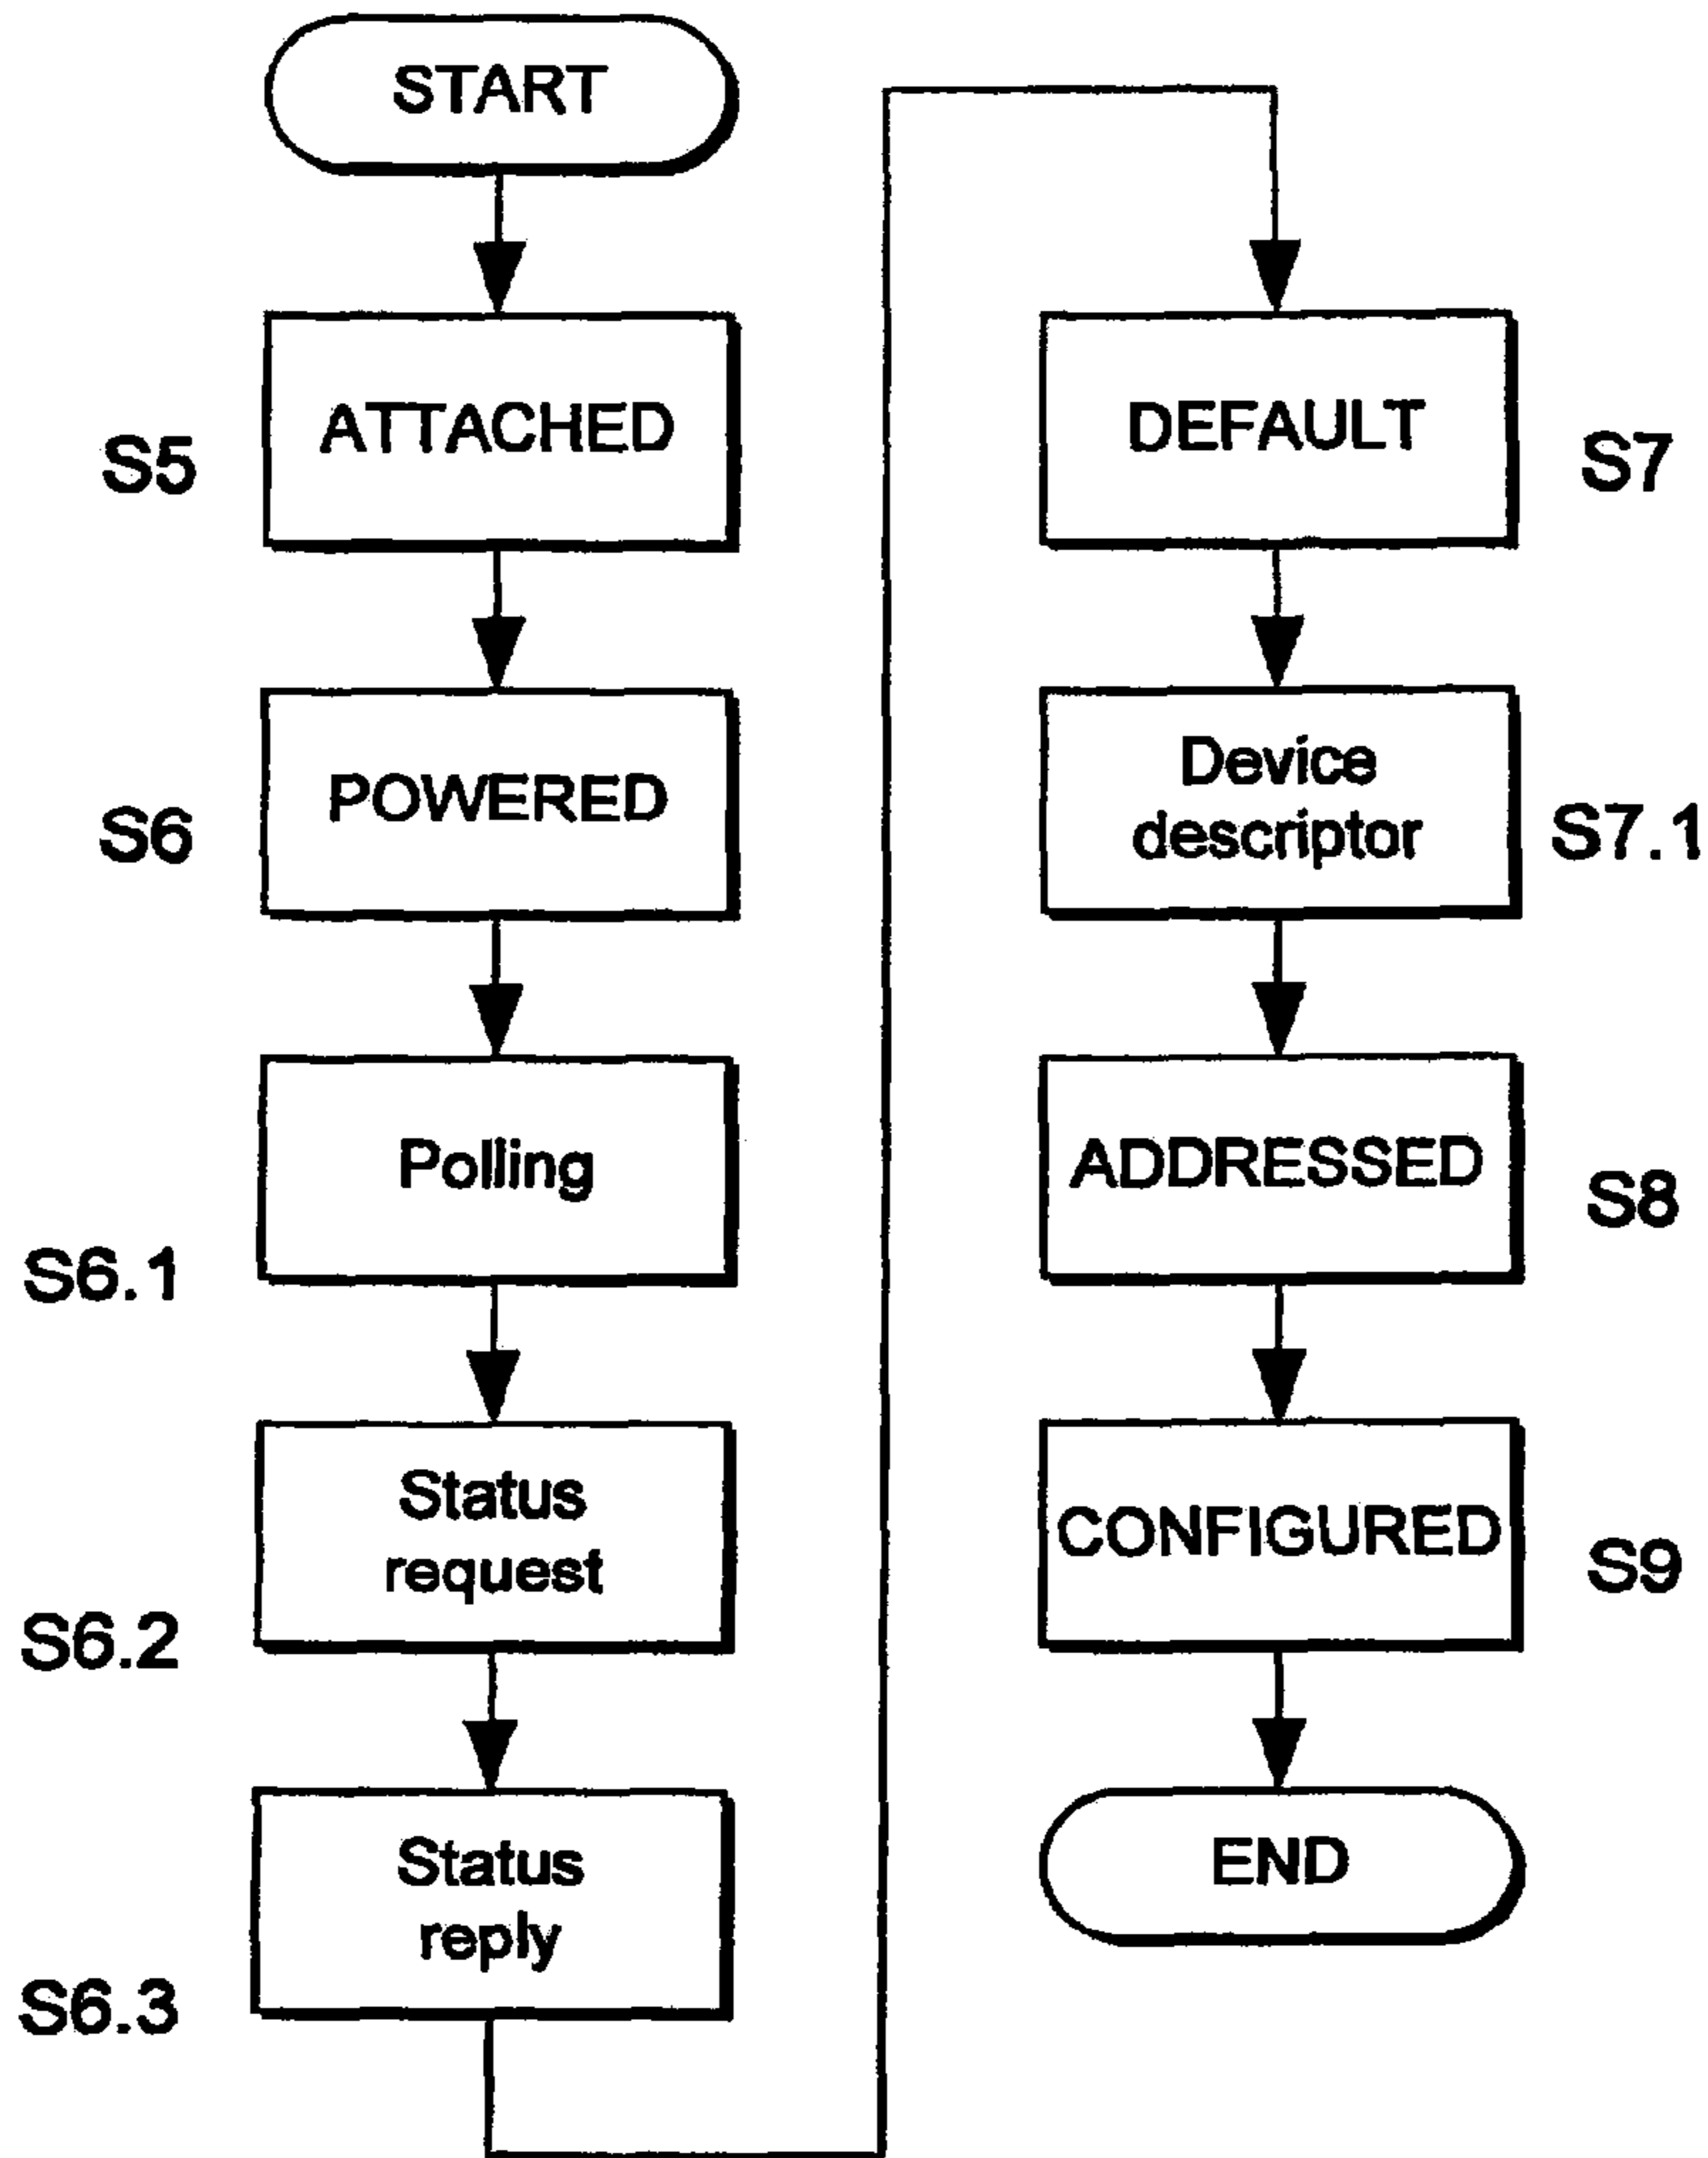 START
ATTACHED
S5
POWERED
S6
Polling
S6.1
Status
request
S6.2
Status
reply
S6.3
DEFAULT
S7
Device
descriptor
S7.1
ADDRESSED
S8
CONFIGURED
S9
END